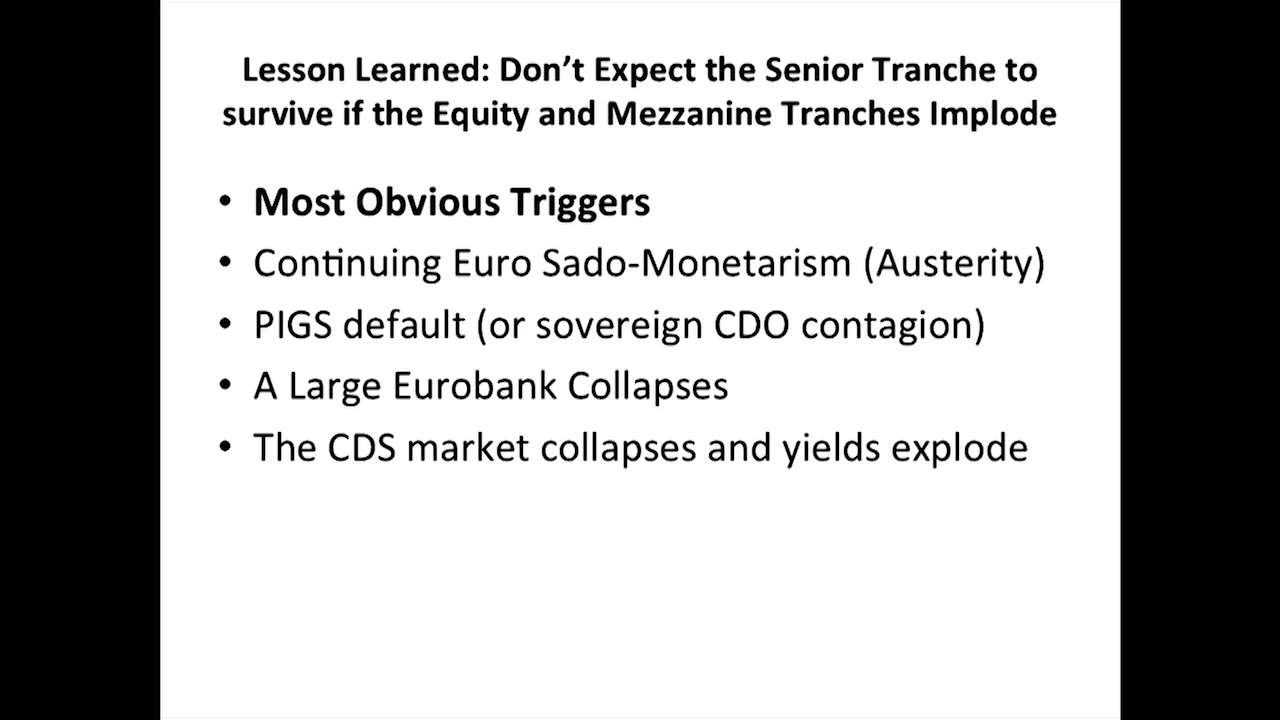 Lesson Learned: Don’t Expect the Senior Tranche to
survive if the Equity and Mezzanine Tranches Implode
• Most Obvious Triggers
• Continuing Euro Sado-Monetarism (Austerity)
• PIGS default (or sovereign CDO contagion)
• A Large Eurobank Collapses
• The CDS market collapses and yields explode